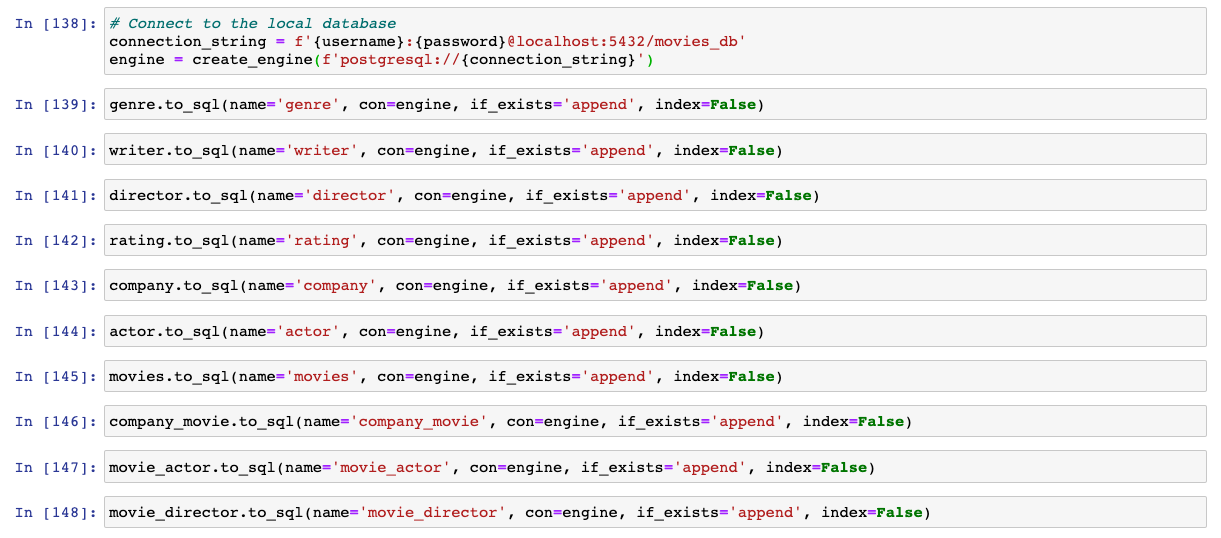 In [138]: # Connect to the local database
connection_string = f'{username}:{password}@localhost:5432/movies_db'
engine = create_engine(f'postgresql://{connection_string}')
In [139]: genre.to_sql(name='genre', con=engine, if_exists='append', index=False)
In [140]: writer.to_sql(name='writer', con=engine, if_exists='append', index=False)
In [141]: director.to_sql(name='director', con=engine, if_exists='append', index=False)
In [142]: rating.to_sql(name='rating', con=engine, if_exists='append', index=False)
In [143]: company.to_sql(name='company', con=engine, if_exists='append', index=False)
In [144]: actor.to_sql(name='actor', con=engine, if_exists='append', index=False)
In [145]: movies.to_sql(name='movies', con=engine, if_exists='append', index=False)
In [146]: company_movie.to_sql(name='company_movie', con=engine, if_exists='append', index=False)
In [147]: movie_actor.to_sql(name='movie_actor', con=engine, if_exists='append', index=False)
In [148]: movie_director.to_sql(name='movie_director', con=engine, if_exists='append', index=False)